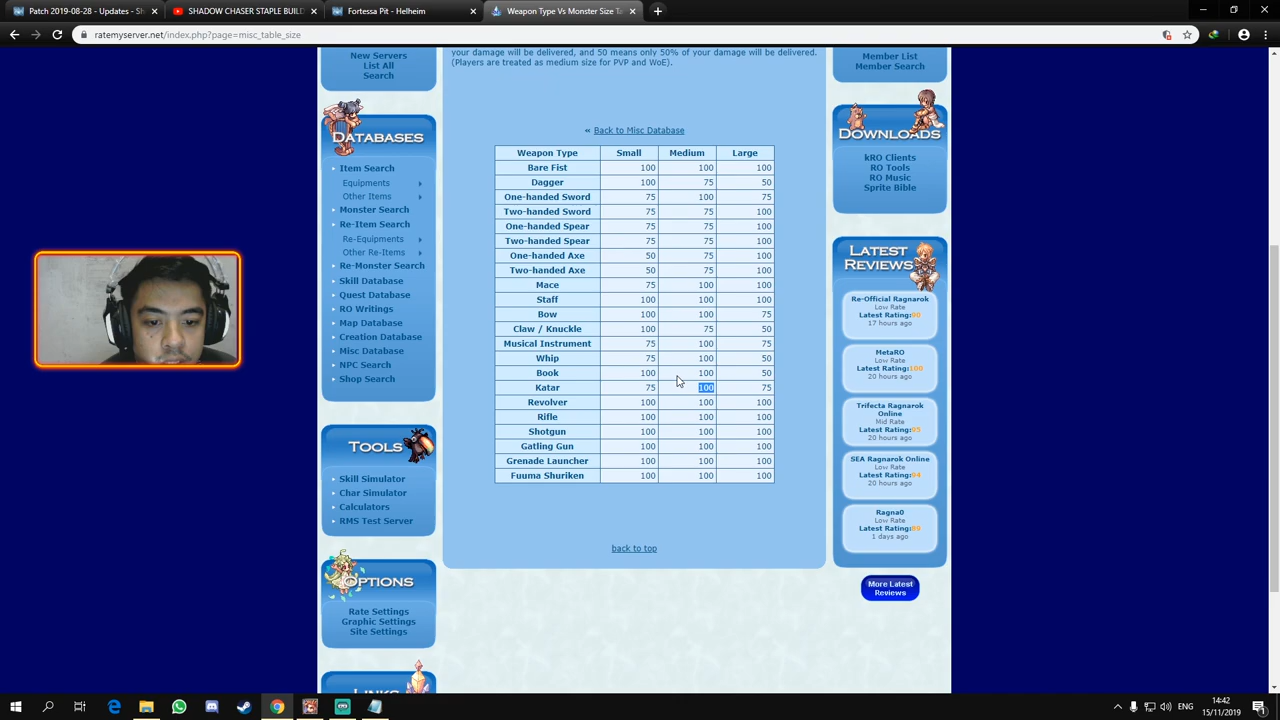 Patch 2019-08-28 - Updates - Pat
SHADOW CHASER STAPLE BUILD
Patent Helm
Weapon Size Tables
ratemyserver.net/index.php?page=misc_table_size
New Servers
List All
Search
DATABASES
Item Search
Equipments
Other Items
Monster Search
Re-Item Search
Re-Equipments
Other Re-Items
Re-Monster Search
Skill Database
Quest Database
RO Writings
Map Database
Creation Database
Misc Database
NPC Search
Shop Search
TOOLS
Skill Simulator
Char Simulator
Calculators
RMS Test Server
OPTIONS
Rate Settings
Graphic Settings
Site Settings
LINKS
your damage will be delivered, and 50 means only 50% of your damage will be delivered.
(Players are treated as medium size for PVP and WoE).
« Back to Misc Database
Weapon Type Small Medium Large
Bare Fist 100 100 100
Dagger 100 75 50
One-handed Sword 75 100 75
Two-handed Sword 75 75 100
One-handed Spear 75 75 100
Two-handed Spear 75 75 100
One-handed Axe 50 75 100
Two-handed Axe 50 75 100
Mace 75 100 100
Staff 100 100 100
Bow 100 100 75
Claw / Knuckle 100 75 50
Musical Instrument 75 100 75
Whip 75 100 50
Book 100 100 50
Katar 75 100 75
Revolver 100 100 100
Rifle 100 100 100
Shotgun 100 100 100
Gatling Gun 100 100 100
Grenade Launcher 100 100 100
Fuuma Shuriken 100 100 100
back to top
Member List
Member Search
DOWNLOADS
kRO Clients
RO Tools
RO Music
Sprite Bible
LATEST
REVIEWS
Re-Official Ragnarok
Low Rate
Latest Rating:
17 hours ago
MetaRO
Low Rate
Latest Rating:100
20 hours ago
Trifecta Ragnarok
Online
Mid Rate
Latest Rating:95
20 hours ago
SEA Ragnarok Online
Low Rate
Latest Rating:
20 hours ago
Ragna0
Low Rate
Latest Rating:
1 days ago
More Latest
Reviews
ENG
14:42
15/11/2019